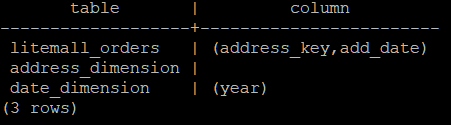 table | column
-------------------+------------------------
litemall_orders | (address_key,add_date)
address_dimension |
date_dimension | (year)
(3 rows)